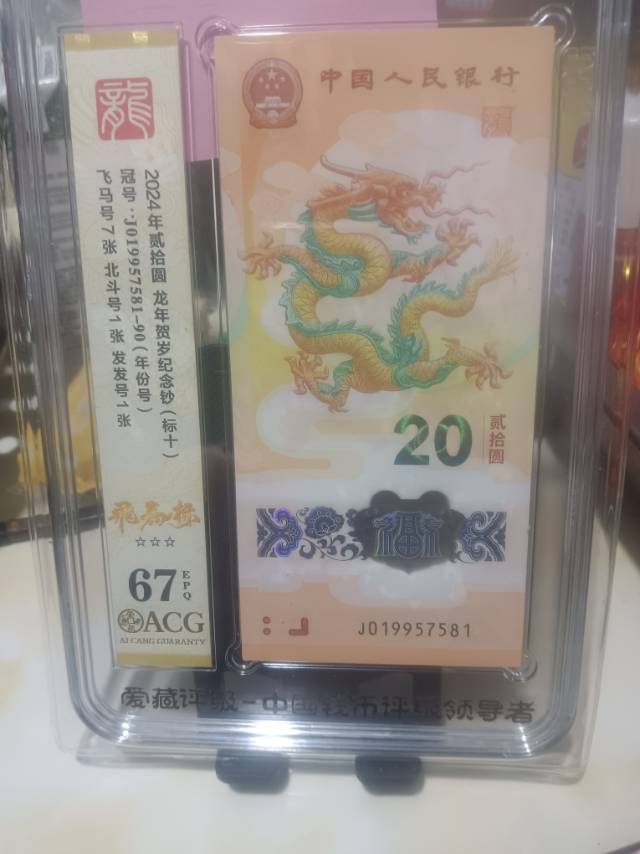 龍
2024年贰拾圆 龙年贺岁纪念钞（标十）
冠号：J019957581-90（年份号）
飞马号7张 北斗号1张 发发号1张
飛马标
☆☆☆
67 EPQ
ACG
AI CANG GUARANTY
中国人民银行
20
贰拾圆
福
J019957581
爱藏评级-中国钱币评级领导者